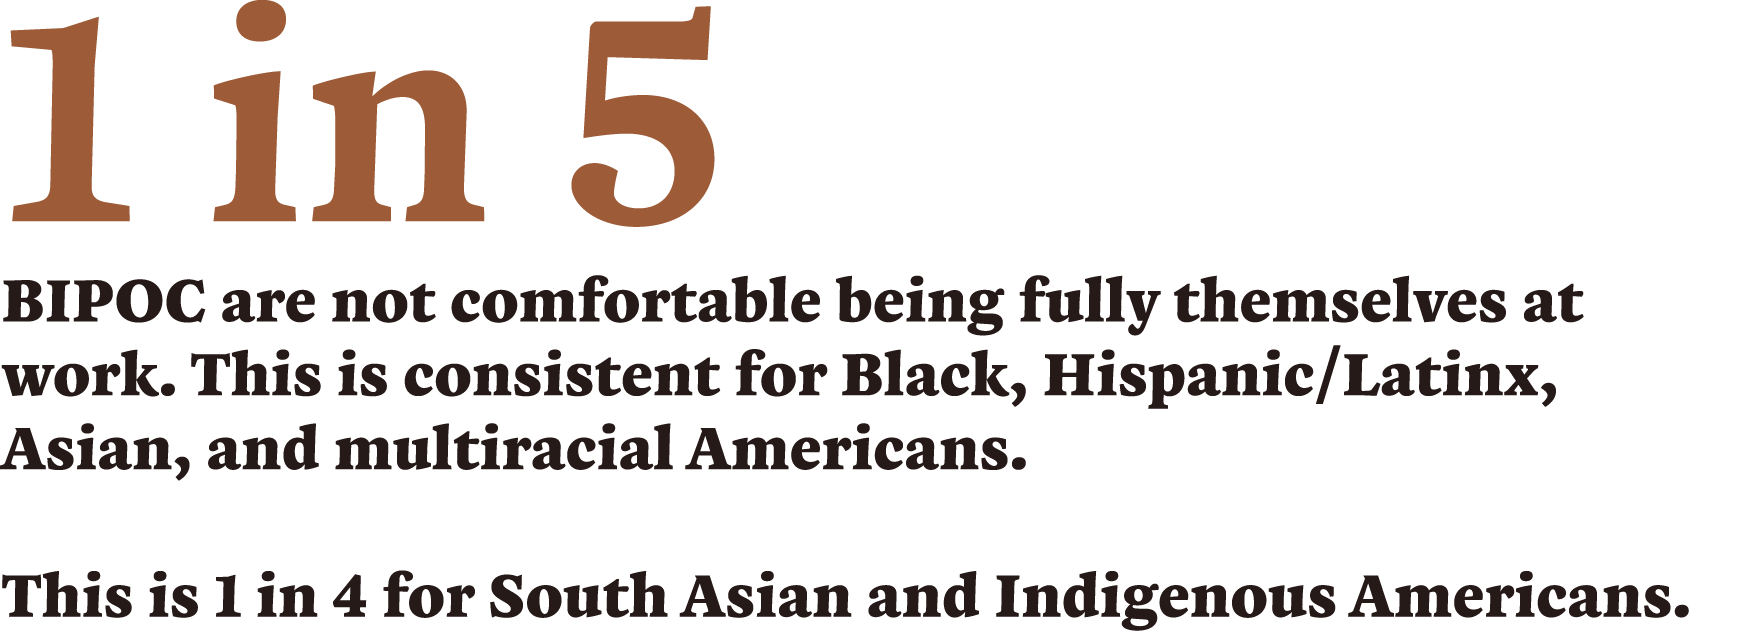 1 in 5
BIPOC are not comfortable being fully themselves at
work. This is consistent for Black, Hispanic/Latinx,
Asian, and multiracial Americans.
This is 1 in 4 for South Asian and Indigenous Americans.